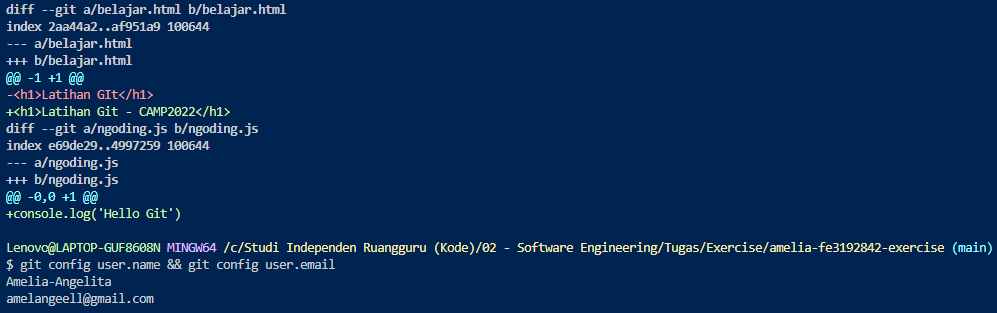 diff --git a/belajar.html b/belajar.html
index 2aa44a2..af951a9 100644
--- a/belajar.html
+++ b/belajar.html
@@ -1 +1 @@
-<h1>Latihan GIt</h1>
+<h1>Latihan Git - CAMP2022</h1>
diff --git a/ngoding.js b/ngoding.js
index e69de29..4997259 100644
--- a/ngoding.js
+++ b/ngoding.js
@@ -0,0 +1 @@
+console.log('Hello Git')
Lenovo@LAPTOP-GUF8608N MINGW64 /c/Studi Independen Ruangguru (Kode)/02 - Software Engineering/Tugas/Exercise/amelia-fe3192842-exercise (main)
$ git config user.name && git config user.email
Amelia-Angelita
amelangeell@gmail.com